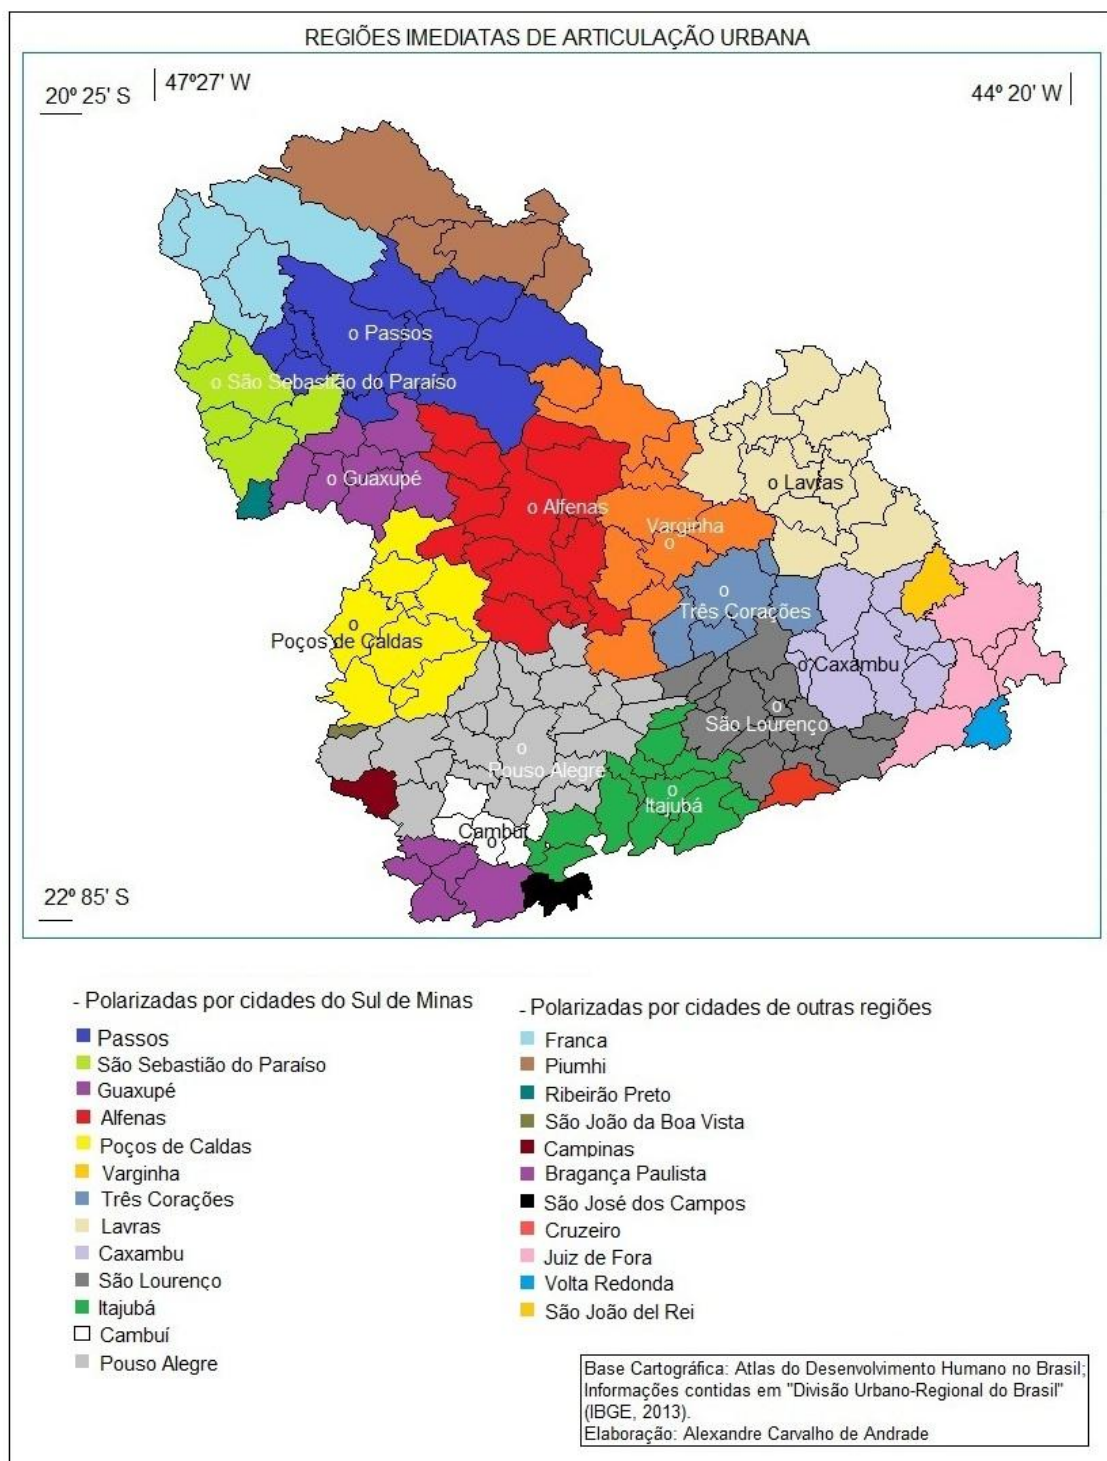 REGIÕES IMEDIATAS DE ARTICULAÇÃO URBANA
47º27' W
20º 25' S
44º 20' W
o Passos
o São Sebastião do Paraíso
o Guaxupé
o Lavras
o Alfenas
Varginha
o
o
Três Corações
o
Poços de Caldas
o Caxambu
o
São Lourenço
o
Pouso Alegre
o
Itajubá
Cambuí
o
22º 85' S
- Polarizadas por cidades do Sul de Minas
Passos
São Sebastião do Paraíso
Guaxupé
Alfenas
Poços de Caldas
Varginha
Três Corações
Lavras
Caxambu
São Lourenço
Itajubá
Cambuí
Pouso Alegre
- Polarizadas por cidades de outras regiões
Franca
Piumhi
Ribeirão Preto
São João da Boa Vista
Campinas
Bragança Paulista
São José dos Campos
Cruzeiro
Juiz de Fora
Volta Redonda
São João del Rei
Base Cartográfica: Atlas do Desenvolvimento Humano no Brasil;
Informações contidas em "Divisão Urbano-Regional do Brasil"
(IBGE, 2013).
Elaboração: Alexandre Carvalho de Andrade